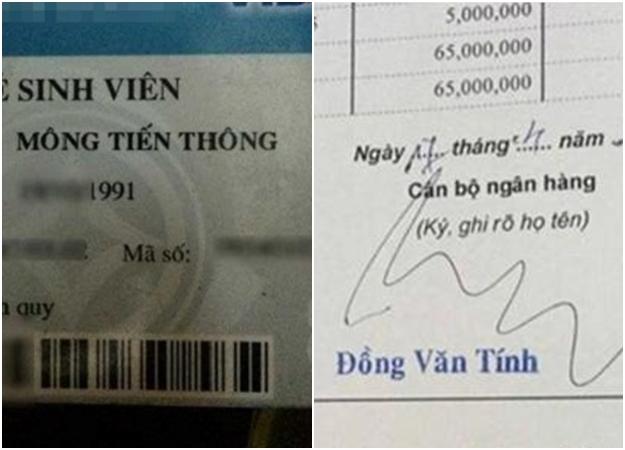 SINH VIÊN
MÔNG TIẾN THÔNG
1991
Mã số:
quy
5,000,000
65,000,000
65,000,000
Ngày 17 tháng 4 năm
Cán bộ ngân hàng
(Ký, ghi rõ họ tên)
Đồng Văn Tính